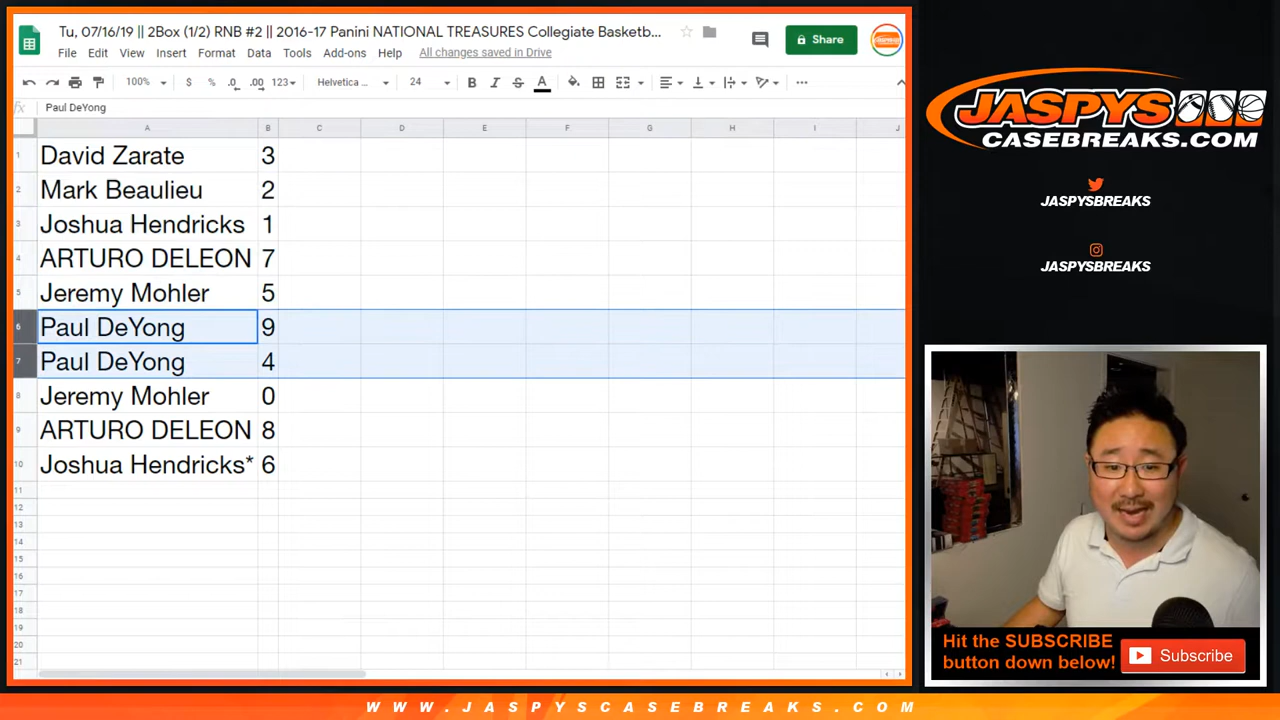 Tu, 07/16/19 || 2Box (1/2) RNB #2 || 2016-17 Panini NATIONAL TREASURES Collegiate Basketb...
Share
File Edit View Insert Format Data Tools Add-ons Help All changes saved in Drive
100% $ % .0 .00 123 Helvetica ... 24 B I S A
fx Paul DeYong
A B C D E F G H I J
1 David Zarate 3
2 Mark Beaulieu 2
3 Joshua Hendricks 1
4 ARTURO DELEON 7
5 Jeremy Mohler 5
6 Paul DeYong 9
7 Paul DeYong 4
8 Jeremy Mohler 0
9 ARTURO DELEON 8
10 Joshua Hendricks* 6
11
12
13
14
15
16
17
18
19
20
21
JASPYS
CASEBREAKS.COM
JASPYSBREAKS
JASPYSBREAKS
Hit the SUBSCRIBE
button down below!
Subscribe
WWW.JASPYSCASEBREAKS.COM